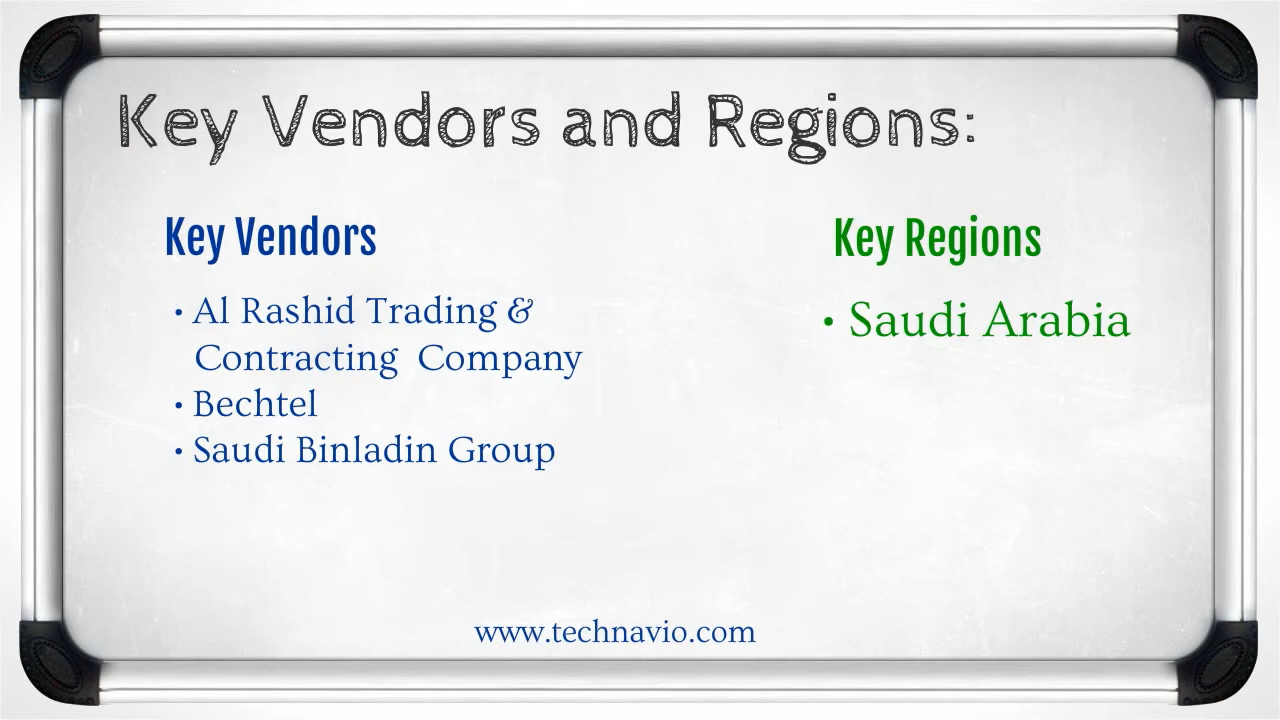 Key Vendors and Regions:
Key Vendors
• Al Rashid Trading &
Contracting Company
• Bechtel
• Saudi Binladin Group
Key Regions
• Saudi Arabia
www.technavio.com